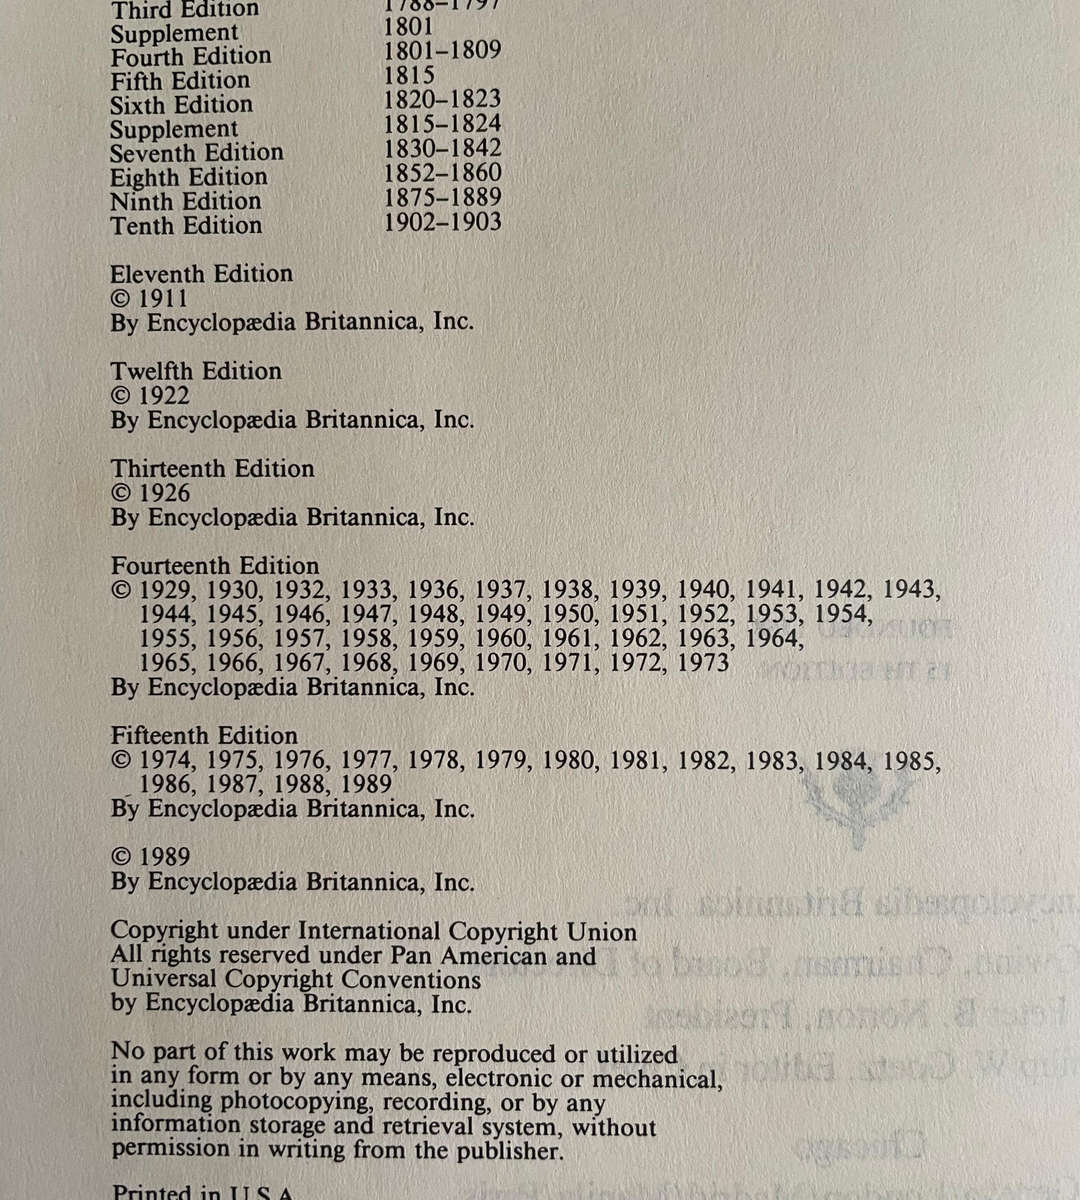 Third Edition 1788–1797
Supplement 1801
Fourth Edition 1801–1809
Fifth Edition 1815
Sixth Edition 1820–1823
Supplement 1815–1824
Seventh Edition 1830–1842
Eighth Edition 1852–1860
Ninth Edition 1875–1889
Tenth Edition 1902–1903
Eleventh Edition
© 1911
By Encyclopædia Britannica, Inc.
Twelfth Edition
© 1922
By Encyclopædia Britannica, Inc.
Thirteenth Edition
© 1926
By Encyclopædia Britannica, Inc.
Fourteenth Edition
© 1929, 1930, 1932, 1933, 1936, 1937, 1938, 1939, 1940, 1941, 1942, 1943,
1944, 1945, 1946, 1947, 1948, 1949, 1950, 1951, 1952, 1953, 1954,
1955, 1956, 1957, 1958, 1959, 1960, 1961, 1962, 1963, 1964,
1965, 1966, 1967, 1968, 1969, 1970, 1971, 1972, 1973
By Encyclopædia Britannica, Inc.
Fifteenth Edition
© 1974, 1975, 1976, 1977, 1978, 1979, 1980, 1981, 1982, 1983, 1984, 1985,
1986, 1987, 1988, 1989
By Encyclopædia Britannica, Inc.
© 1989
By Encyclopædia Britannica, Inc.
Copyright under International Copyright Union
All rights reserved under Pan American and
Universal Copyright Conventions
by Encyclopædia Britannica, Inc.
No part of this work may be reproduced or utilized
in any form or by any means, electronic or mechanical,
including photocopying, recording, or by any
information storage and retrieval system, without
permission in writing from the publisher.
Printed in U.S.A.